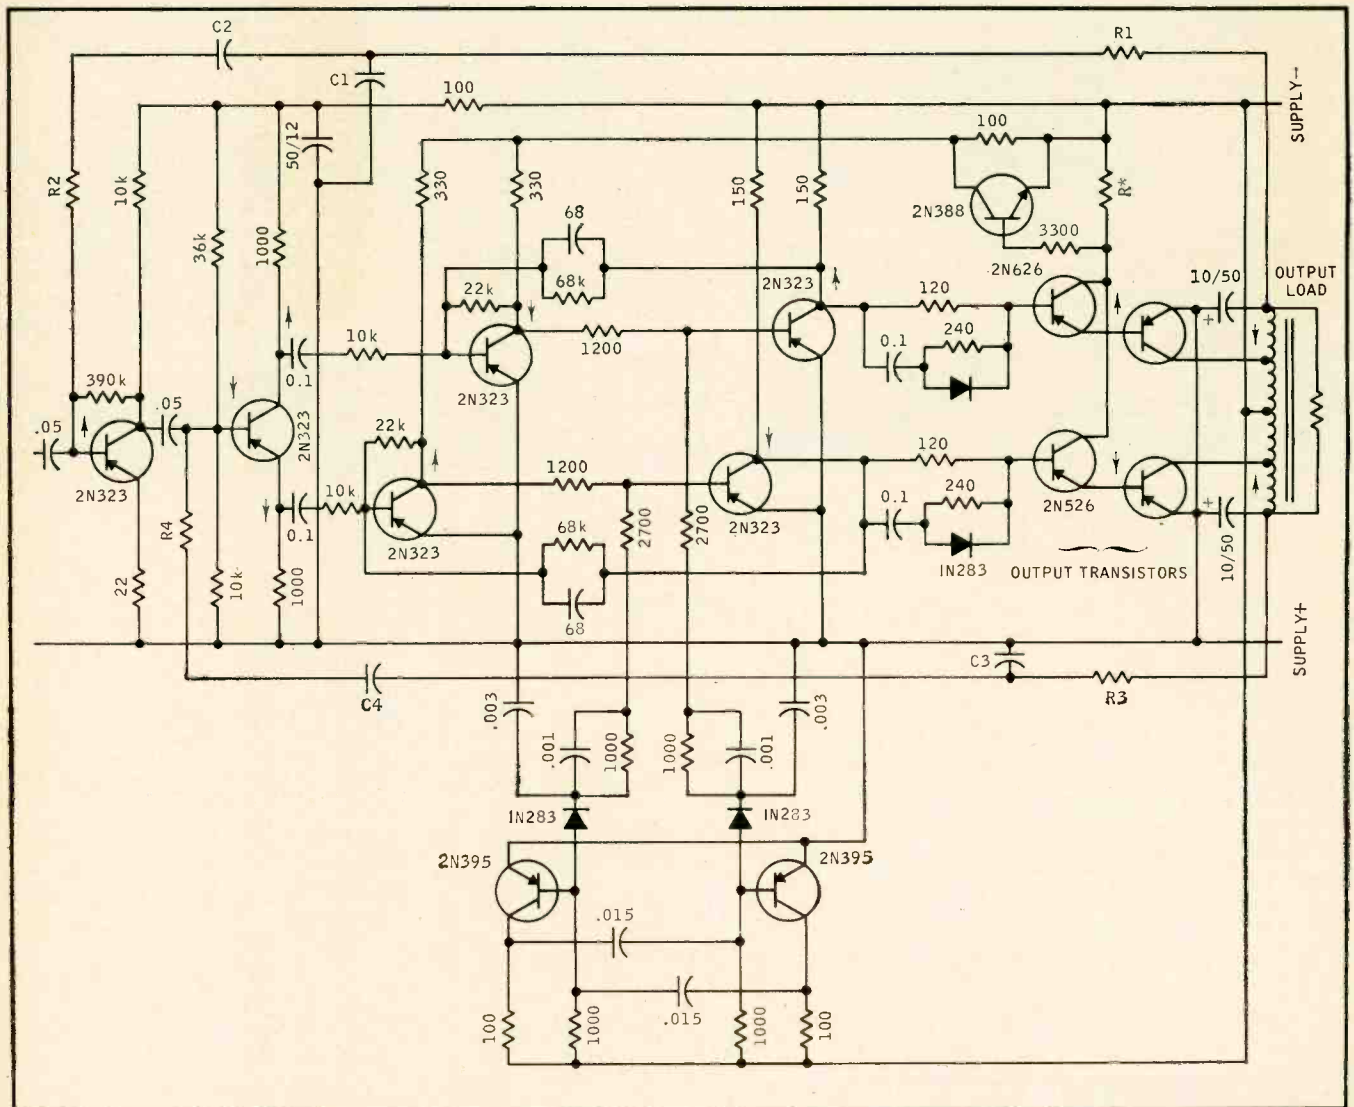 C2
R1
C1
100
SUPPLY-
50/12
100
R2
10k
36k
1000
330
330
150
150
R*
2N388
3300
68
68k
2N626
10/50
OUTPUT
LOAD
22k
2N323
120
10k
1200
0.1
240
0.1
390k
2N323
.05
.05
2N323
22k
120
1200
10k
0.1
240
2N323
2N526
0.1
2N323
R4
2N323
68k
2700
2700
1N283
OUTPUT TRANSISTORS
10/50
22
10k
1000
68
SUPPLY+
C3
C4
R3
.003
.001
1000
1000
.001
.003
1N283
1N283
2N395
2N395
.015
.015
100
1000
1000
100